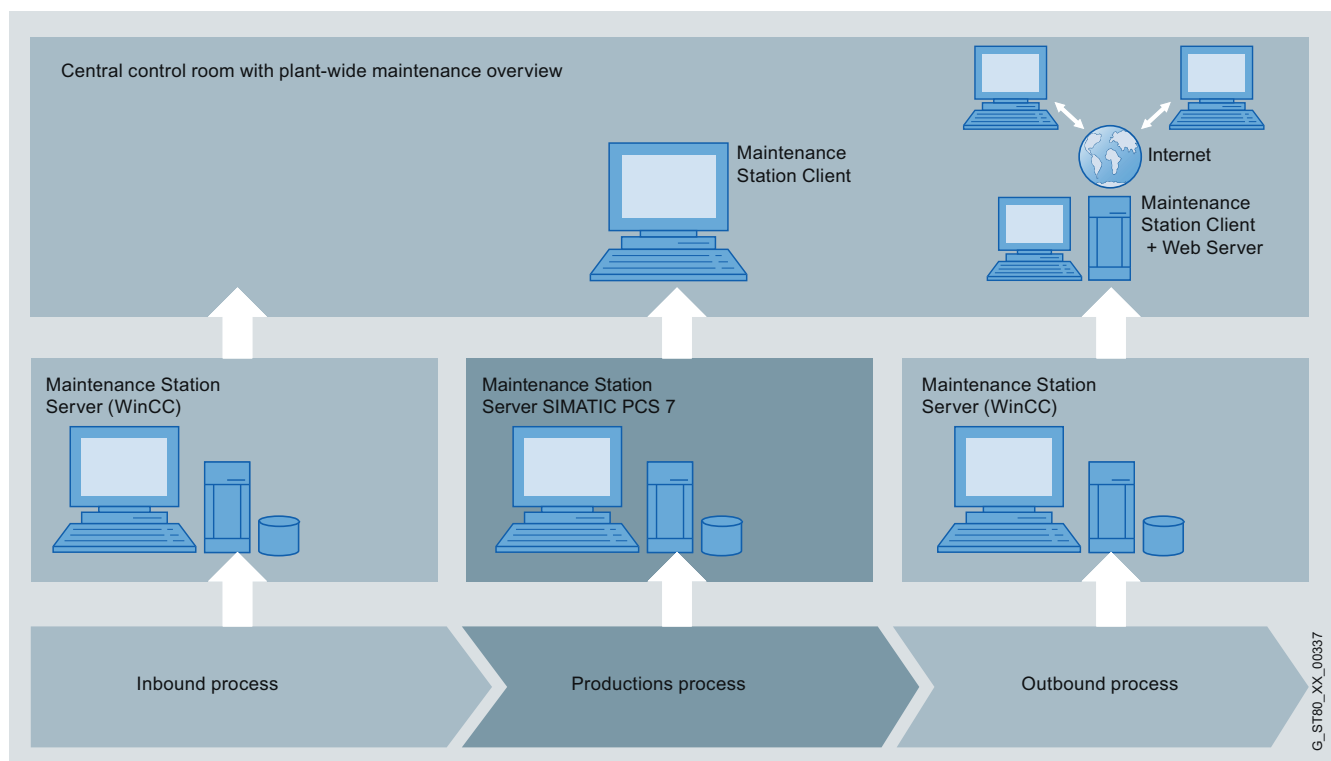 Central control room with plant-wide maintenance overview
Maintenance
Station Client
Internet
Maintenance
Station Client
+ Web Server
Maintenance Station
Server (WinCC)
Maintenance Station
Server SIMATIC PCS 7
Maintenance Station
Server (WinCC)
Inbound process
Productions process
Outbound process
G_ST80_XX_00337